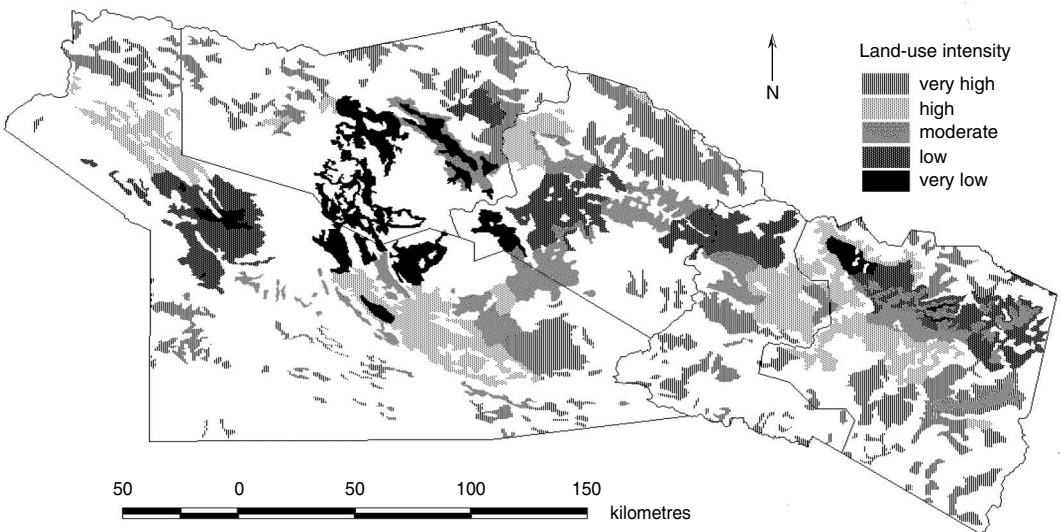 Land-use intensity
very high
high
moderate
low
very low
N
50 0 50 100 150
kilometres